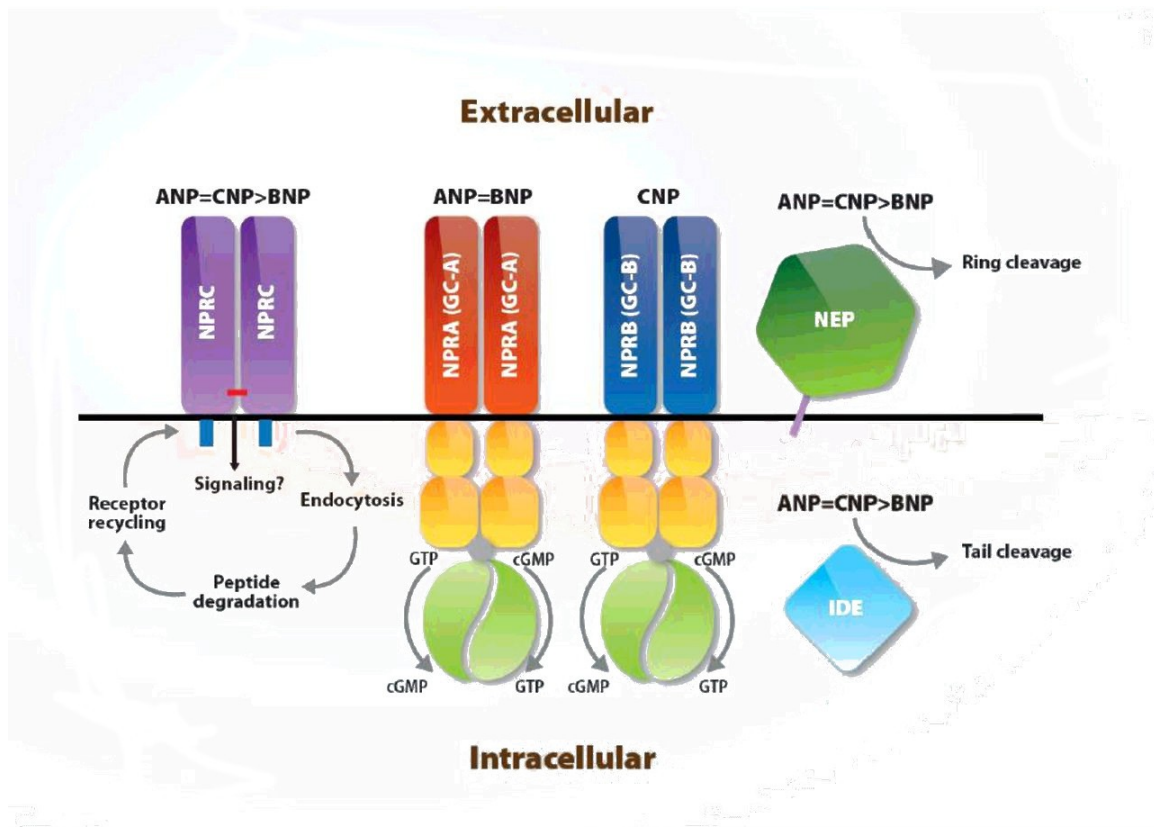 Extracellular
ANP=CNP>BNP
ANP=BNP
CNP
ANP=CNP>BNP
NPRC
NPRC
NPRA (GC-A)
NPRA (GC-A)
NPRB (GC-B)
NPRB (GC-B)
Ring cleavage
NEP
Signaling?
Endocytosis
Receptor
recycling
Peptide
degradation
GTP
cGMP
GTP
cGMP
cGMP
GTP
cGMP
GTP
ANP=CNP>BNP
Tail cleavage
IDE
Intracellular